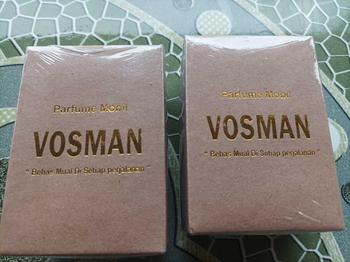 Parfume Mobil
VOSMAN
" Bebas Mual Di Setiap perjalanan "
Parfume Mobil
VOSMAN
" Bebas Mual Di Setiap perjalanan "